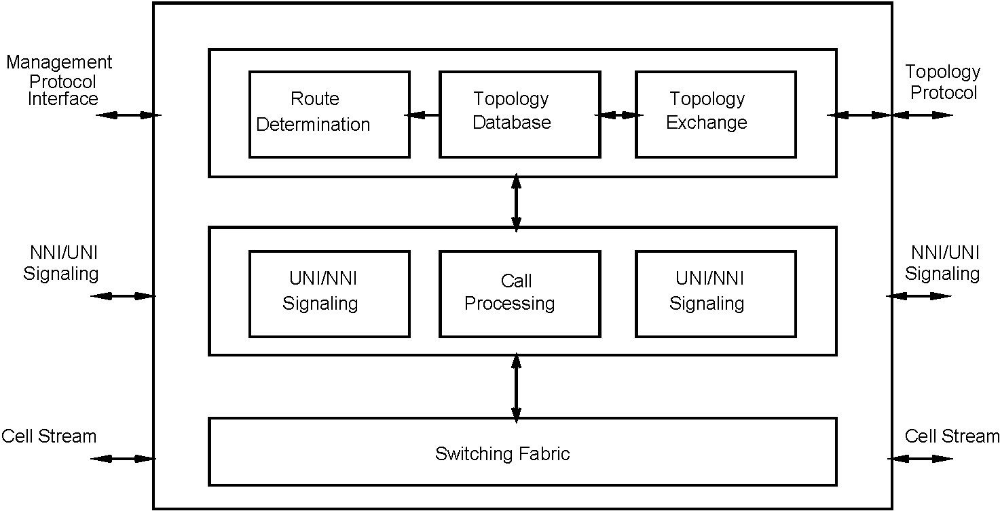 Management
Protocol
Interface
Route
Determination
Topology
Database
Topology
Exchange
Topology
Protocol
NNI/UNI
Signaling
UNI/NNI
Signaling
Call
Processing
UNI/NNI
Signaling
NNI/UNI
Signaling
Cell Stream
Switching Fabric
Cell Stream